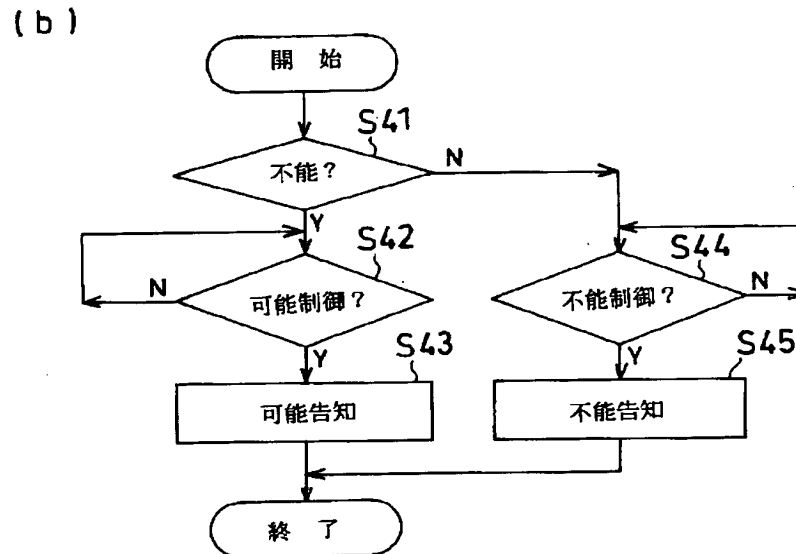 (b)
開 始
S41
不能?
N
Y
S42
可能制御?
N
Y
S43
可能告知
S44
不能制御?
N
Y
S45
不能告知
終 了